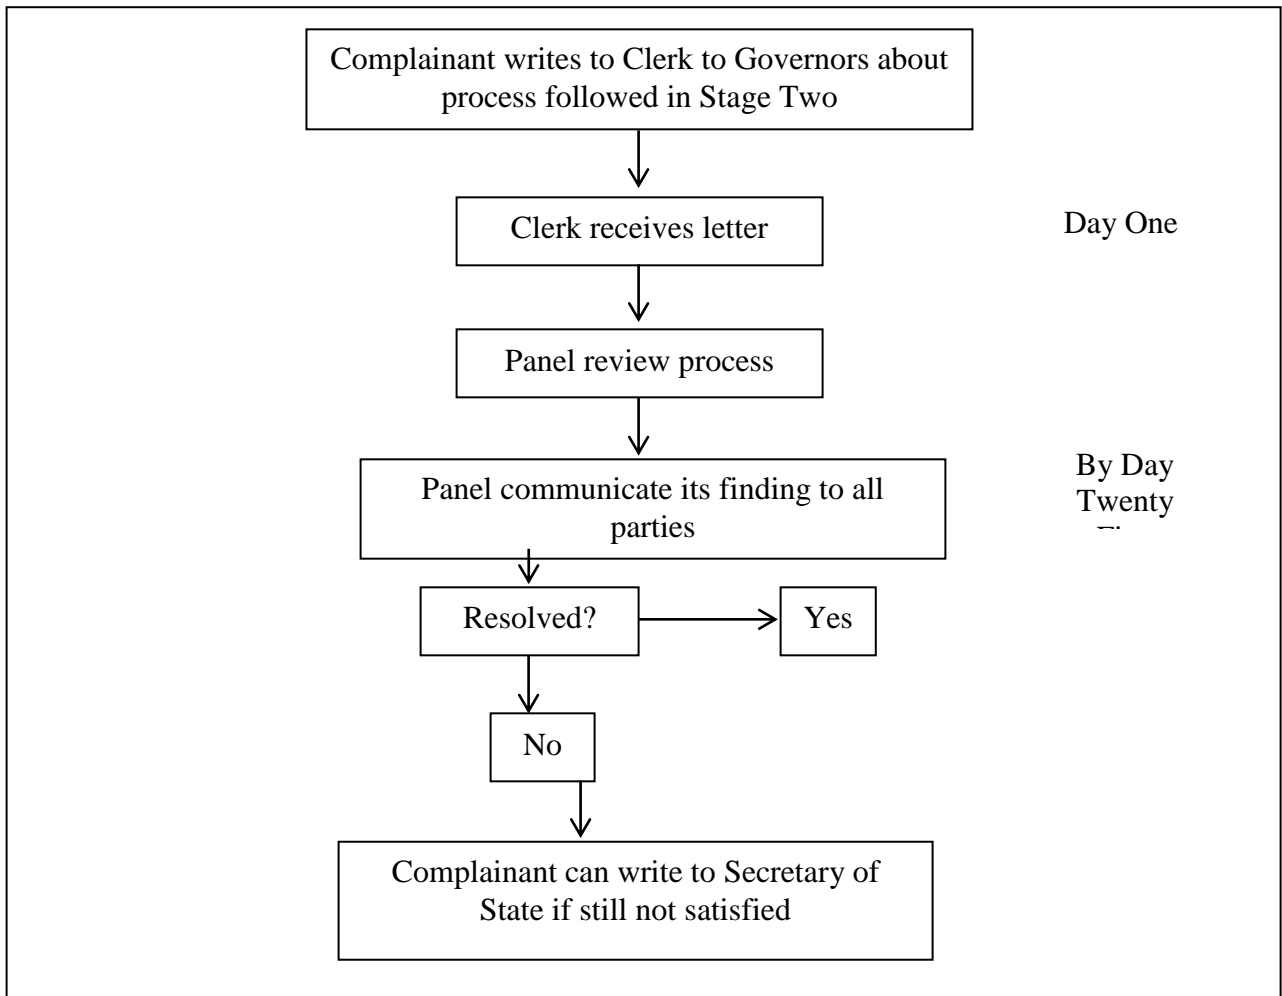 Complainant writes to Clerk to Governors about
process followed in Stage Two
Clerk receives letter
Day One
Panel review process
Panel communicate its finding to all
parties
By Day
Twenty
Resolved?
Yes
No
Complainant can write to Secretary of
State if still not satisfied